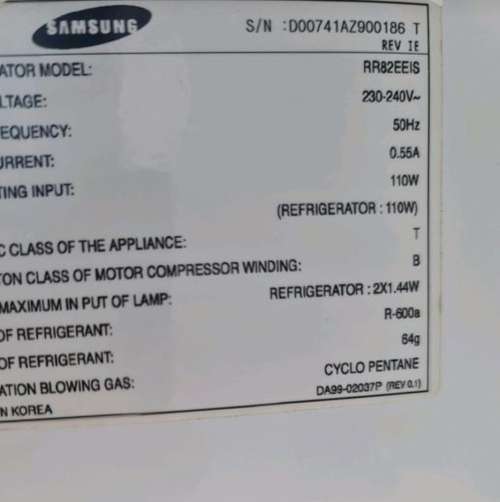 SAMSUNG
S/N :D00741AZ900186 T
REV IE
ATOR MODEL: RR82EEIS
LTAGE: 230-240V~
EQUENCY: 50Hz
URRENT: 0.55A
TING INPUT: 110W
(REFRIGERATOR : 110W)
C CLASS OF THE APPLIANCE: T
ION CLASS OF MOTOR COMPRESSOR WINDING: B
MAXIMUM IN PUT OF LAMP: REFRIGERATOR : 2X1.44W
OF REFRIGERANT: R-600a
OF REFRIGERANT: 64g
ATION BLOWING GAS: CYCLO PENTANE
N KOREA DA99-02037P (REV 0.1)